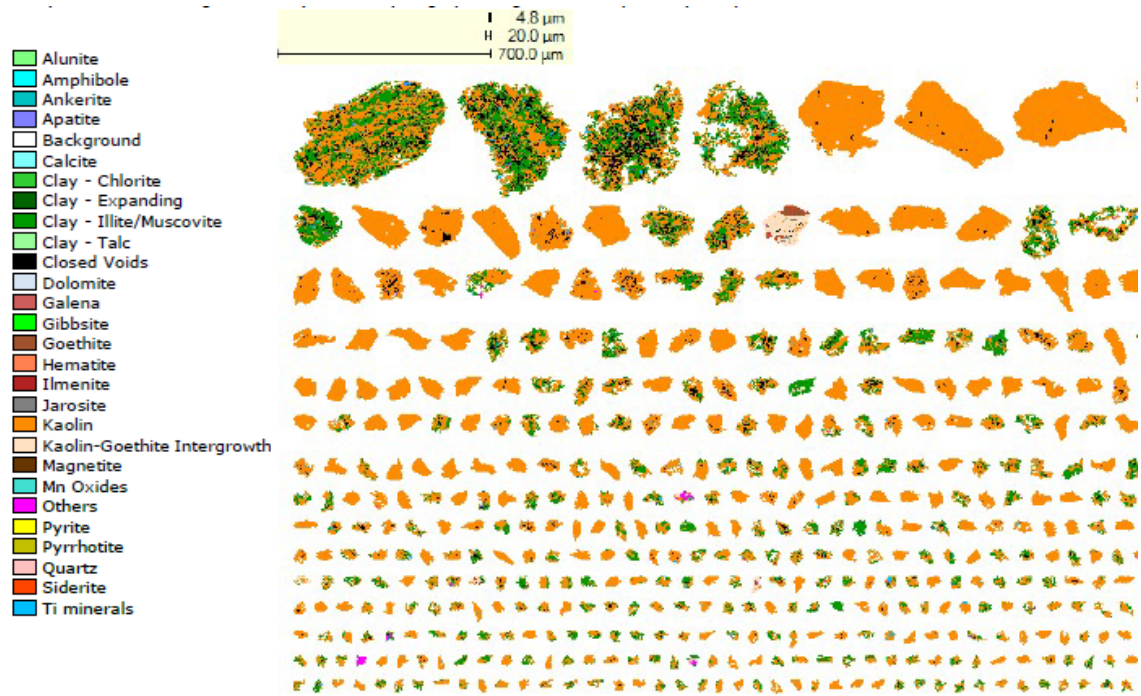 4.8 µm
20.0 µm
700.0 µm
Alunite
Amphibole
Ankerite
Apatite
Background
Calcite
Clay - Chlorite
Clay - Expanding
Clay - Illite/Muscovite
Clay - Talc
Closed Voids
Dolomite
Galena
Gibbsite
Goethite
Hematite
Ilmenite
Jarosite
Kaolin
Kaolin-Goethite Intergrowth
Magnetite
Mn Oxides
Others
Pyrite
Pyrrhotite
Quartz
Siderite
Ti minerals